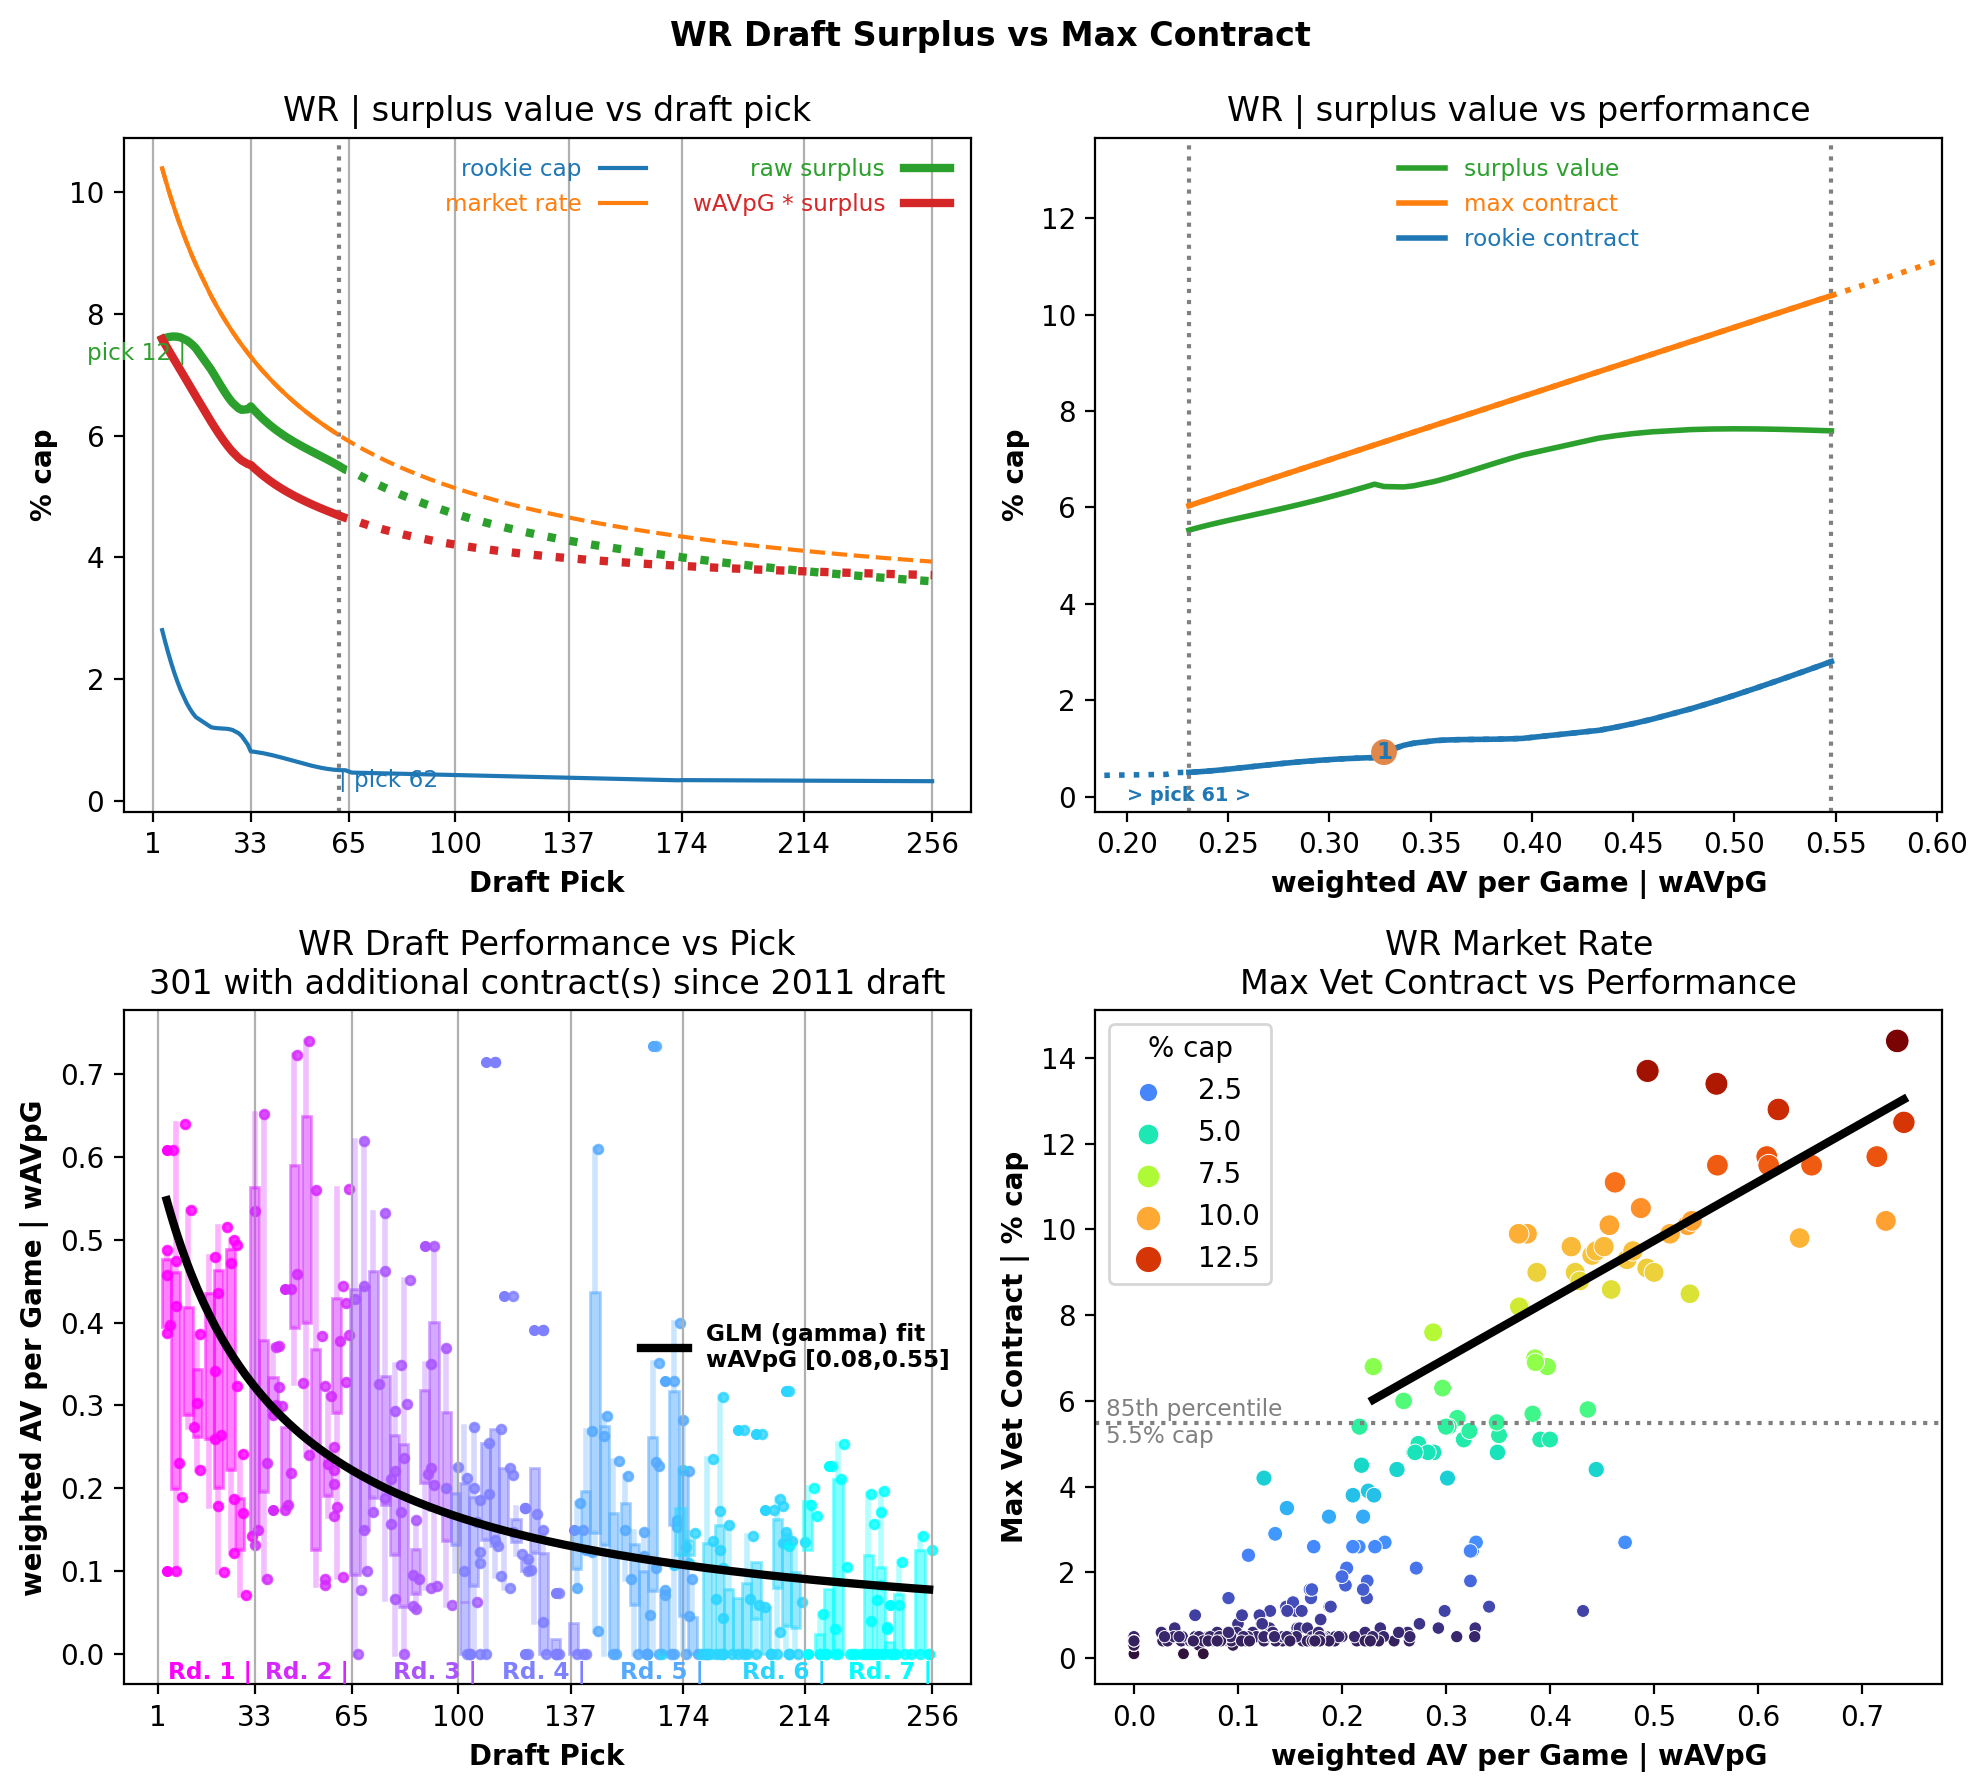 WR Draft Surplus vs Max Contract
WR | surplus value vs draft pick
rookie cap
market rate
raw surplus
wAVpG * surplus
pick 12 |
| pick 62
% cap
10
8
6
4
2
0
1 33 65 100 137 174 214 256
Draft Pick
WR | surplus value vs performance
surplus value
max contract
rookie contract
1
> pick 61 >
% cap
12
10
8
6
4
2
0
0.20 0.25 0.30 0.35 0.40 0.45 0.50 0.55 0.60
weighted AV per Game | wAVpG
WR Draft Performance vs Pick
301 with additional contract(s) since 2011 draft
GLM (gamma) fit
wAVpG [0.08,0.55]
Rd. 1 | Rd. 2 | Rd. 3 | Rd. 4 | Rd. 5 | Rd. 6 | Rd. 7 |
weighted AV per Game | wAVpG
0.7
0.6
0.5
0.4
0.3
0.2
0.1
0.0
1 33 65 100 137 174 214 256
Draft Pick
WR Market Rate
Max Vet Contract vs Performance
% cap
2.5
5.0
7.5
10.0
12.5
85th percentile
5.5% cap
Max Vet Contract | % cap
14
12
10
8
6
4
2
0
0.0 0.1 0.2 0.3 0.4 0.5 0.6 0.7
weighted AV per Game | wAVpG